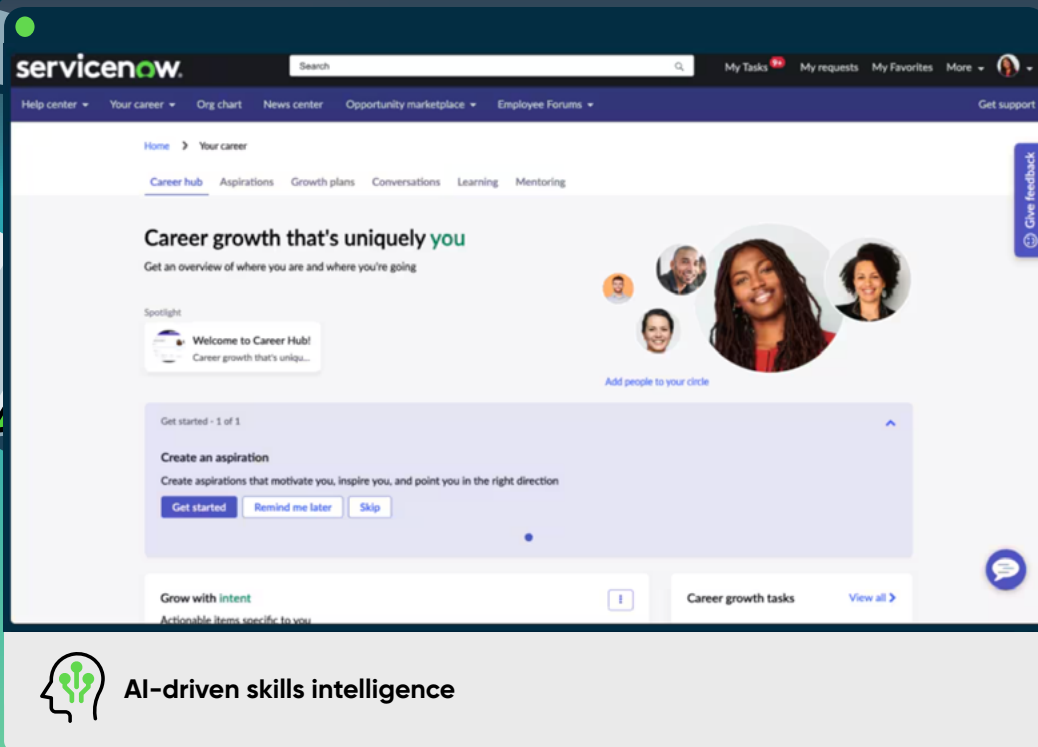 servicenow.
Search
My Tasks 9+ My requests My Favorites More
Help center Your career Org chart News center Opportunity marketplace Employee Forums Get support
Home > Your career
Career hub Aspirations Growth plans Conversations Learning Mentoring
Give feedback
Career growth that's uniquely you
Get an overview of where you are and where you're going
Spotlight
Welcome to Career Hub!
Career growth that's uniqu...
Add people to your circle
Get started - 1 of 1
Create an aspiration
Create aspirations that motivate you, inspire you, and point you in the right direction
Get started Remind me later Skip
Grow with intent
Actionable items specific to you
Career growth tasks View all >
AI-driven skills intelligence